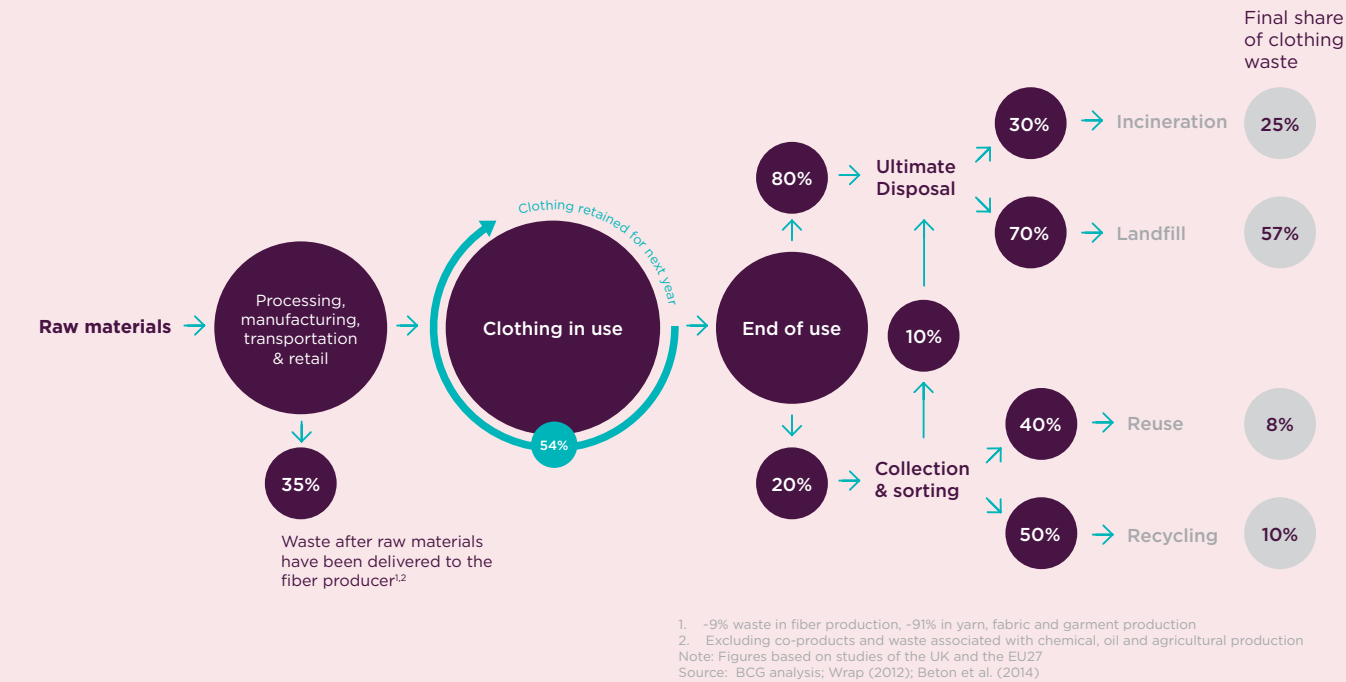 Final share
of clothing
waste
30%
Incineration
25%
80%
Ultimate
Disposal
70%
Landfill
57%
Clothing retained for next year
Raw materials
Processing,
manufacturing,
transportation
& retail
Clothing in use
54%
End of use
10%
35%
Waste after raw materials
have been delivered to the
fiber producer1,2
20%
Collection
& sorting
40%
Reuse
8%
50%
Recycling
10%
1. ~9% waste in fiber production, ~91% in yarn, fabric and garment production
2. Excluding co-products and waste associated with chemical, oil and agricultural production
Note: Figures based on studies of the UK and the EU27
Source: BCG analysis; Wrap (2012); Beton et al. (2014)